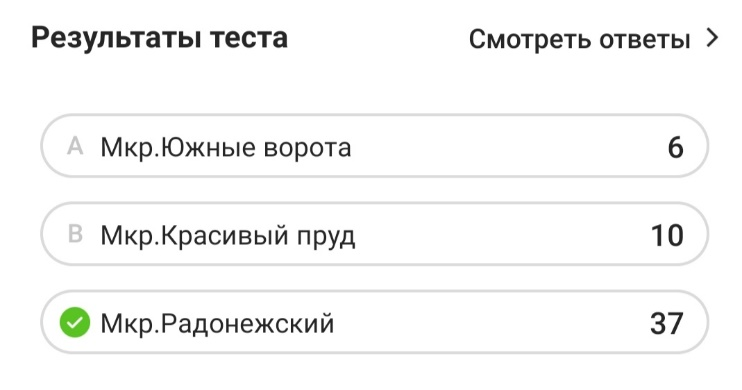 Результаты теста Смотреть ответы >
A Мкр.Южные ворота 6
B Мкр.Красивый пруд 10
Мкр.Радонежский 37